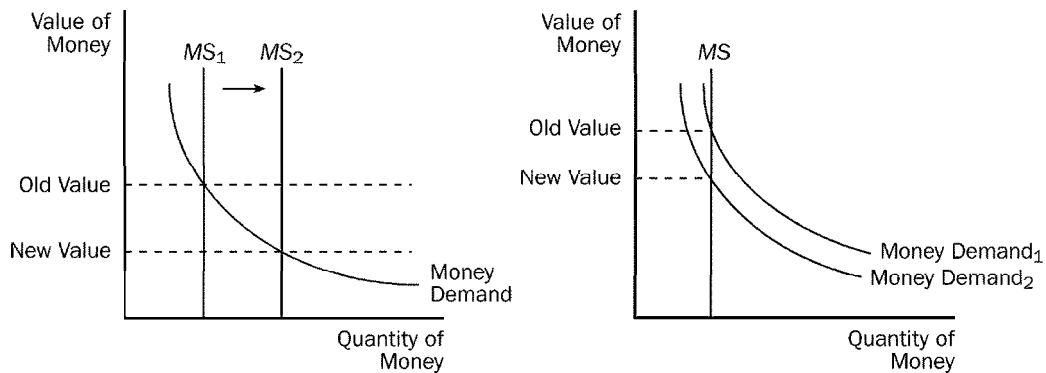 Value of
Money
MS1
MS2
Old Value
New Value
Money
Demand
Quantity of
Money
Value of
Money
MS
Old Value
New Value
Money Demand1
Money Demand2
Quantity of
Money